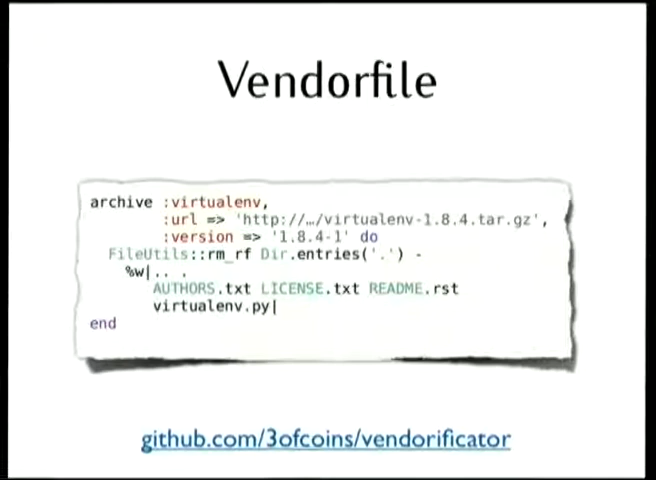 Vendorfile
archive :virtualenv,
:url => 'http://…/virtualenv-1.8.4.tar.gz',
:version => '1.8.4-1' do
FileUtils::rm_rf Dir.entries('.') -
%w|.. .
AUTHORS.txt LICENSE.txt README.rst
virtualenv.py|
end
github.com/3ofcoins/vendorificator